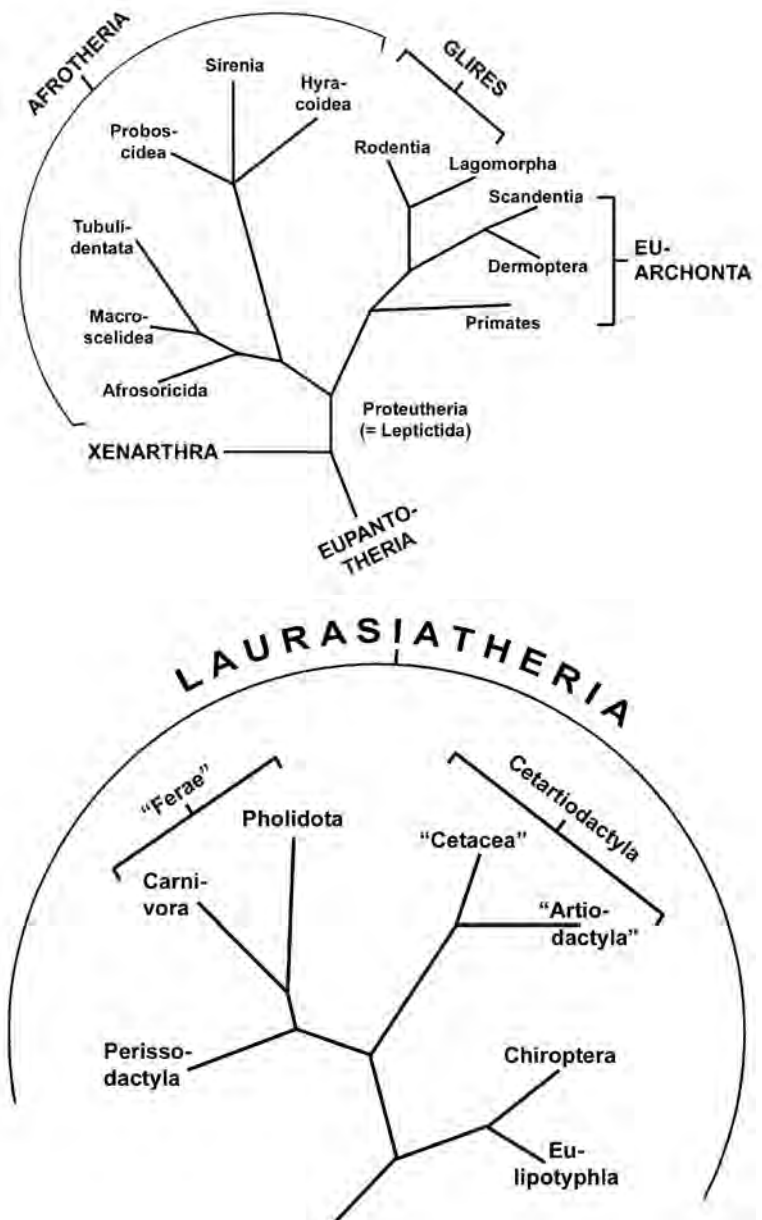 AFROTHERIA
Sirenia
Hyra-
coidea
GLIRES
Probos-
cidea
Rodentia
Lagomorpha
Scandentia
Tubuli-
dentata
EU-
ARCHONTA
Dermoptera
Macro-
scelidea
Primates
Afrosoricida
Proteutheria
(= Leptictida)
XENARTHRA
EUPANTO-
THERIA
LAURASIATHERIA
“Ferae”
Cetartiodactyla
Pholidota
“Cetacea”
Carni-
vora
“Artio-
dactyla”
Perisso-
dactyla
Chiroptera
Eu-
lipotyphla